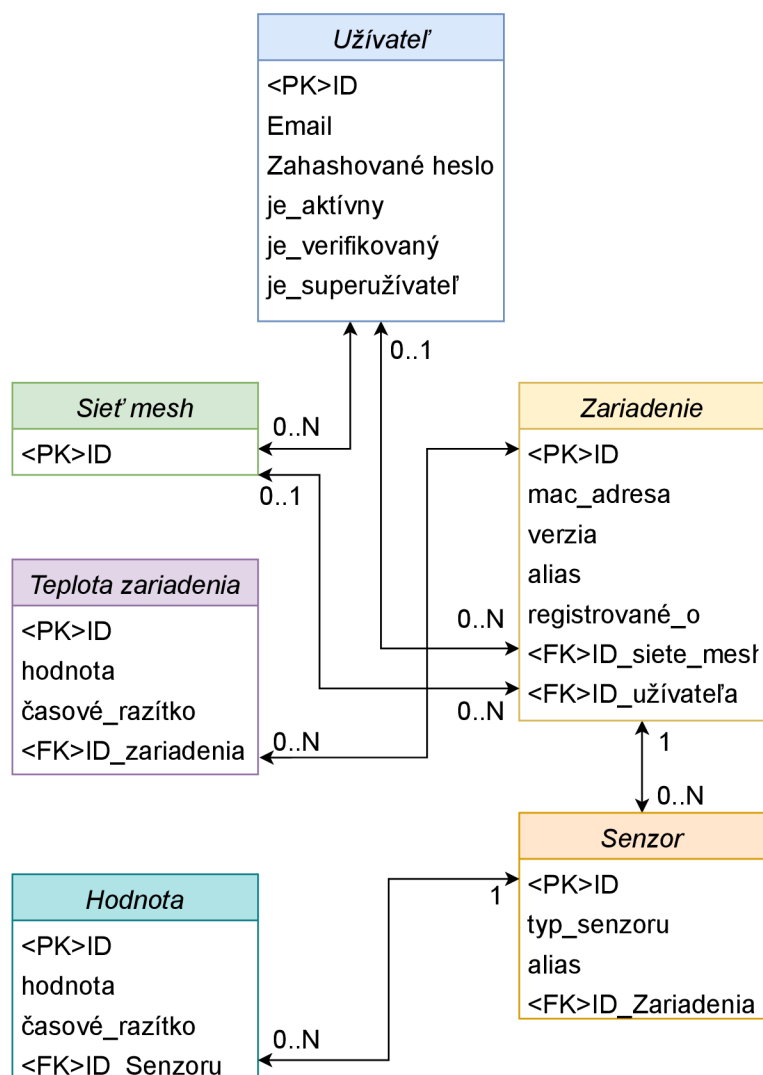 Užívateľ
<PK>ID
Email
Zahashované heslo
je_aktívny
je_verifikovaný
je_superužívateľ
0..1
Sieť mesh
<PK>ID
0..N
0..1
Zariadenie
<PK>ID
mac_adresa
verzia
alias
registrované_o
<FK>ID_siete_mesh
<FK>ID_užívateľa
0..N
0..N
Teplota zariadenia
<PK>ID
hodnota
časové_razítko
<FK>ID_zariadenia
0..N
1
0..N
Senzor
<PK>ID
typ_senzoru
alias
<FK>ID_Zariadenia
1
Hodnota
<PK>ID
hodnota
časové_razítko
<FK>ID_Senzoru
0..N